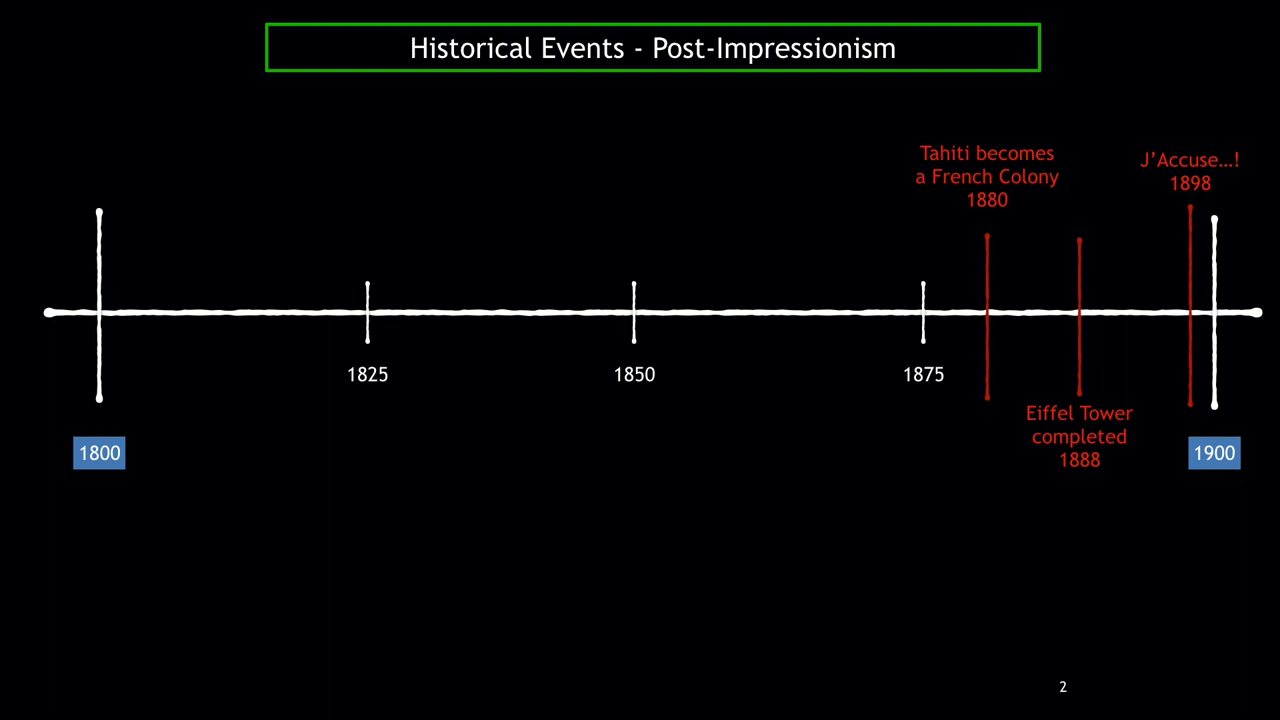 Historical Events - Post-Impressionism
Tahiti becomes
a French Colony
1880
J’Accuse…!
1898
1825
1850
1875
Eiffel Tower
completed
1888
1800
1900
2